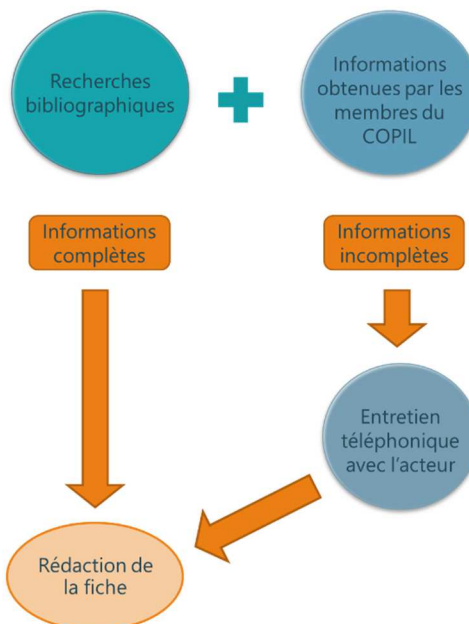 Recherches
bibliographiques
Informations
obtenues par les
membres du
COPIL
Informations
complètes
Informations
incomplètes
Entretien
téléphonique
avec l'acteur
Rédaction de
la fiche